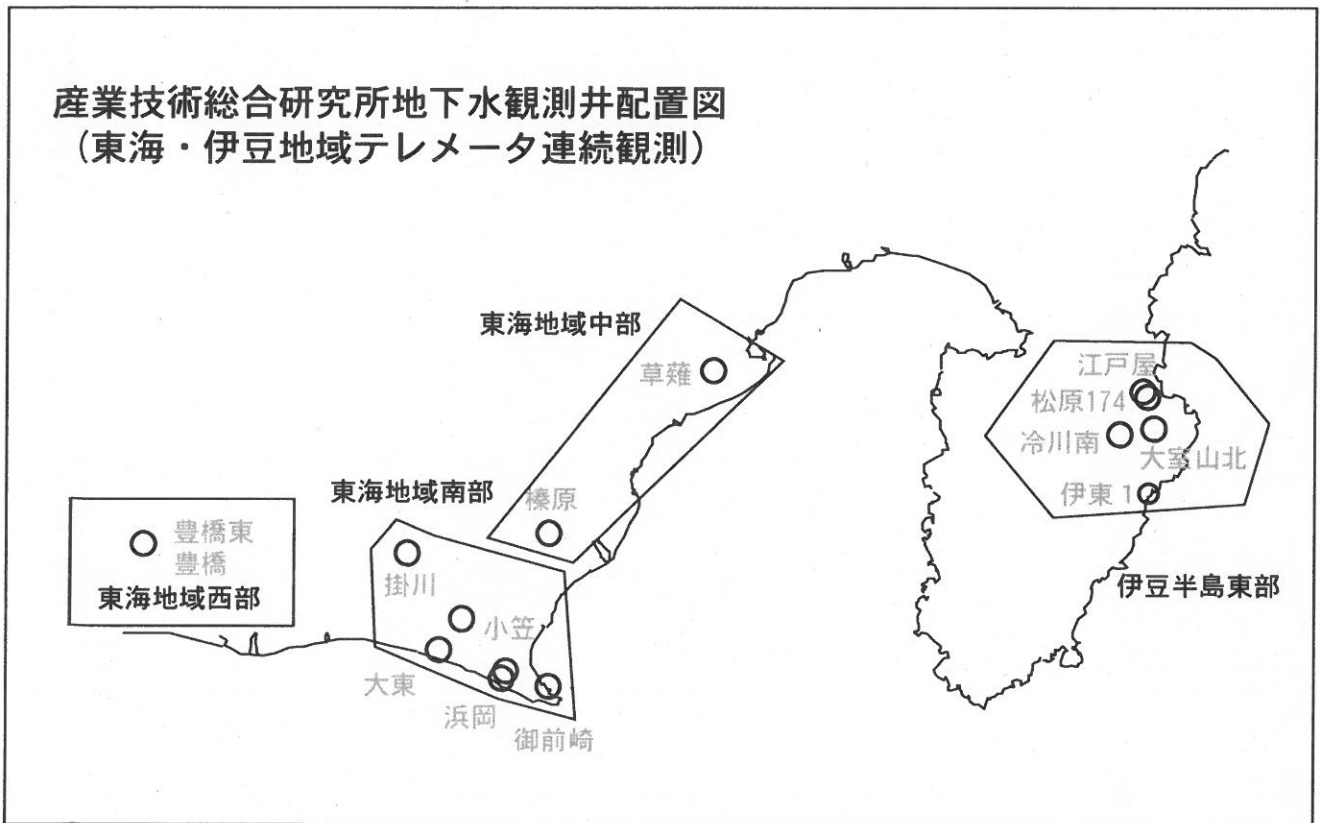 産業技術総合研究所地下水観測井配置図
（東海・伊豆地域テレメータ連続観測）
東海地域中部
草薙
江戸屋
松原174
冷川南
大室山北
伊東1
伊豆半島東部
東海地域南部
榛原
豊橋東
豊橋
東海地域西部
掛川
小笠
大東
浜岡
御前崎